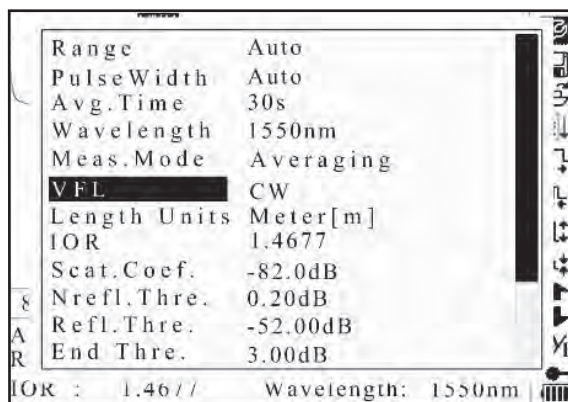 Range Auto
PulseWidth Auto
Avg.Time 30s
Wavelength 1550nm
Meas.Mode Averaging
VFL CW
Length Units Meter[m]
IOR 1.4677
Scat.Coef. -82.0dB
Nrefl.Thre. 0.20dB
Refl.Thre. -52.00dB
End Thre. 3.00dB
8
A
R
IOR : 1.4677 Wavelength: 1550nm